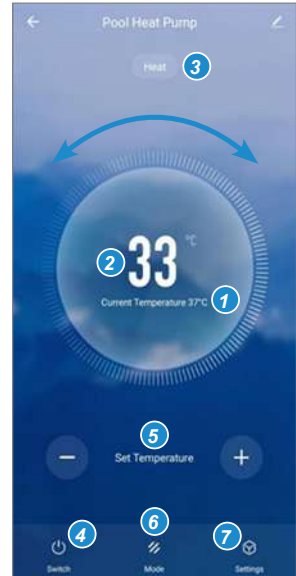 Pool Heat Pump
Heat 3
2 33 °C
Current Temperature 37°C 1
5
Set Temperature
4 6 7
Switch Mode Settings